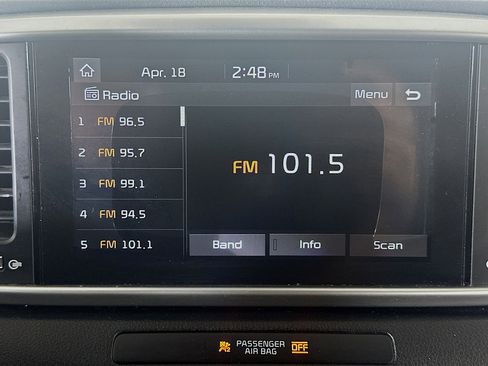 Apr. 18 2:48 PM
Radio Menu
1 FM 96.5
2 FM 95.7
3 FM 99.1
4 FM 94.5
5 FM 101.1
FM 101.5
Band Info Scan
PASSENGER
AIR BAG
OFF